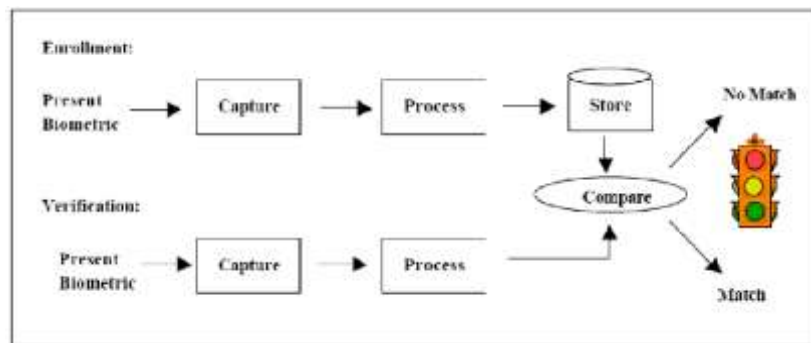 Enrollment:
Present
Biometric
Capture
Process
Store
No Match
Compare
Verification:
Present
Biometric
Capture
Process
Match